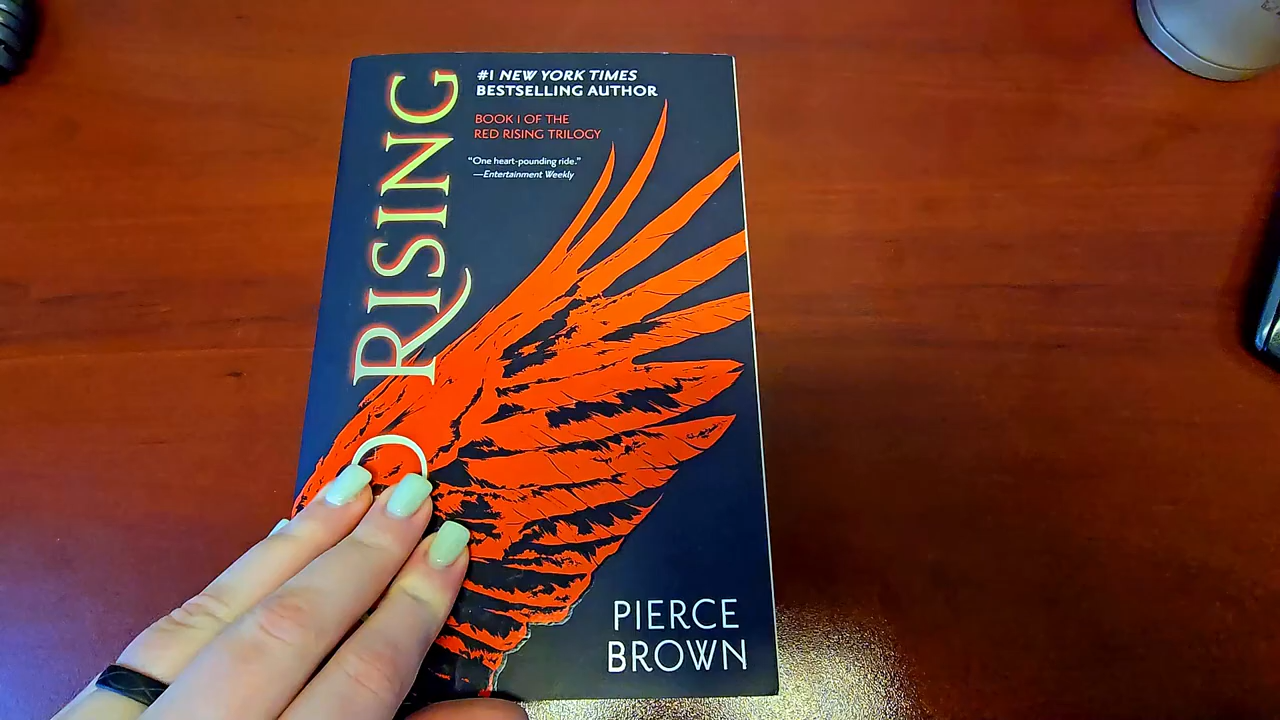 RISING
#1 NEW YORK TIMES
BESTSELLING AUTHOR
BOOK I OF THE
RED RISING TRILOGY
"One heart-pounding ride."
—Entertainment Weekly
PIERCE
BROWN